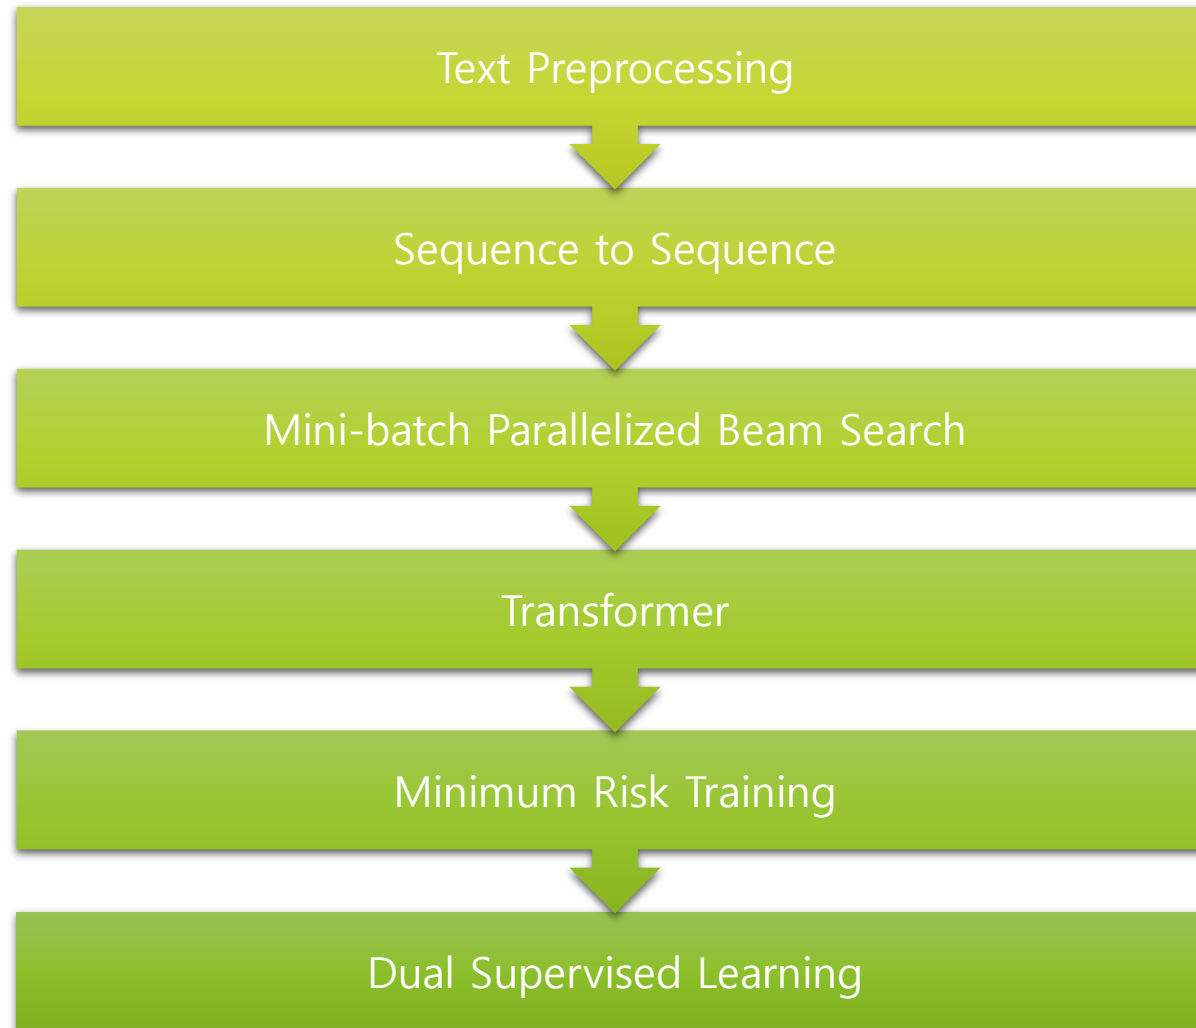 Text Preprocessing
Sequence to Sequence
Mini-batch Parallelized Beam Search
Transformer
Minimum Risk Training
Dual Supervised Learning